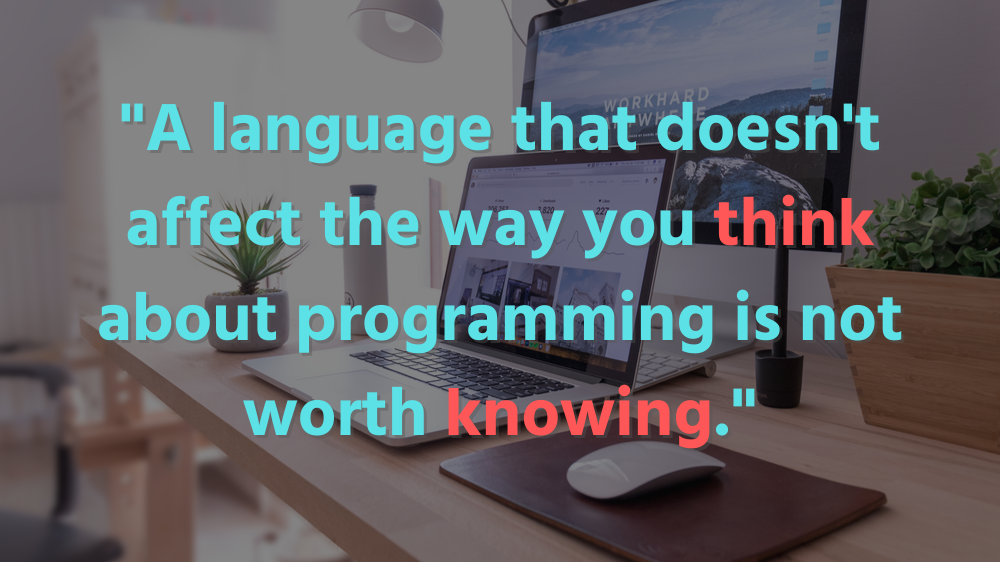 "A language that doesn't
affect the way you think
about programming is not
worth knowing."
WORKHARD